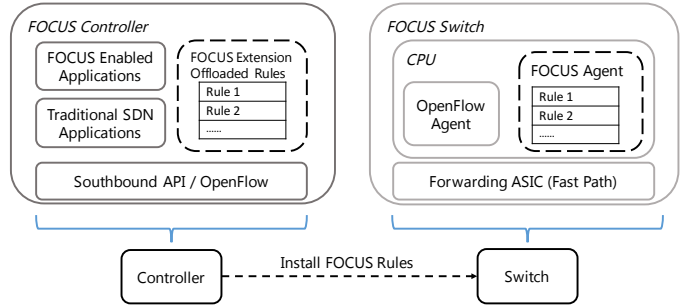 FOCUS Controller
FOCUS Enabled
Applications
Traditional SDN
Applications
FOCUS Extension
Offloaded Rules
Rule 1
Rule 2
......
Southbound API / OpenFlow
FOCUS Switch
CPU
OpenFlow
Agent
FOCUS Agent
Rule 1
Rule 2
......
Forwarding ASIC (Fast Path)
Controller
Install FOCUS Rules
Switch